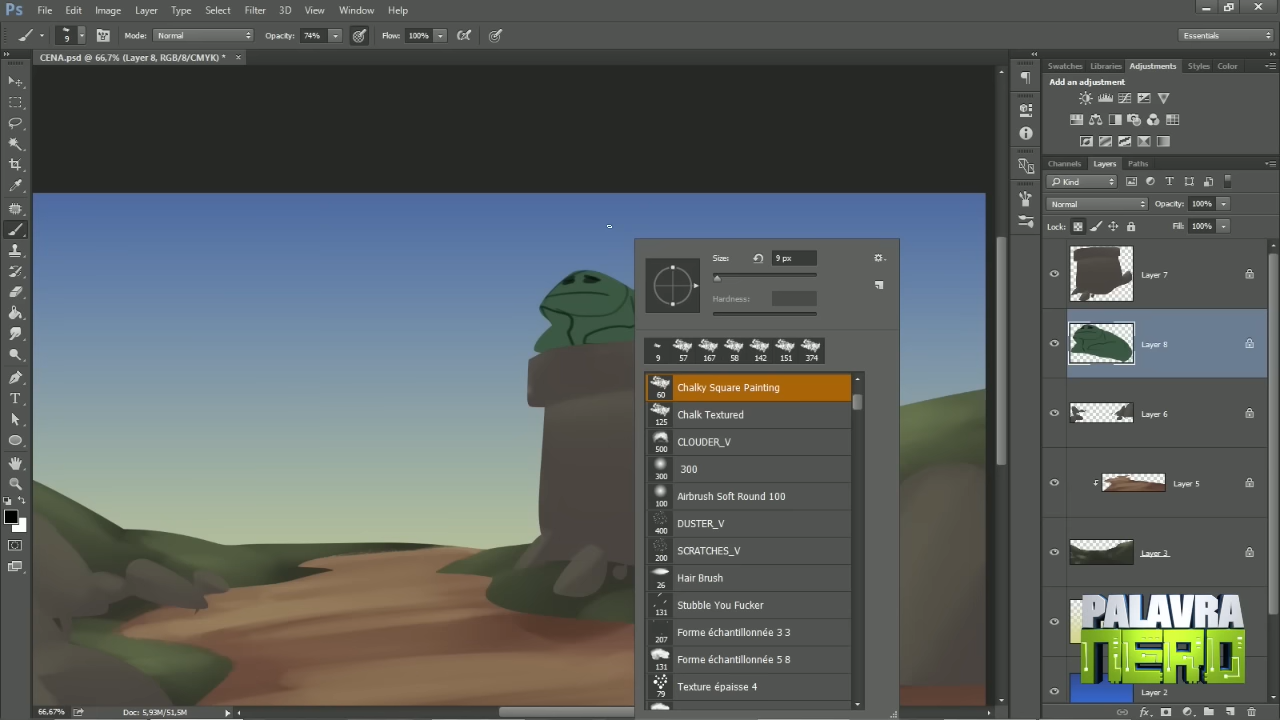 Ps File Edit Image Layer Type Select Filter 3D View Window Help
9 Mode: Normal Opacity: 74% Flow: 100% Essentials
CENA.psd @ 66,7% (Layer 8, RGB/8/CMYK) * ×
Swatches Libraries Adjustments Styles Color
Add an adjustment
Channels Layers Paths
Kind
Normal Opacity: 100%
Lock: Fill: 100%
Layer 7
Layer 8
Layer 6
Layer 5
Layer 3
Layer 2
Size: 9 px
Hardness:
9 57 167 58 142 151 374
60 Chalky Square Painting
125 Chalk Textured
500 CLOUDER_V
300 300
100 Airbrush Soft Round 100
400 DUSTER_V
200 SCRATCHES_V
26 Hair Brush
131 Stubble You Fucker
207 Forme échantillonnée 3 3
131 Forme échantillonnée 5 8
79 Texture épaisse 4
PALAVRA
NERD
66,67% Doc: 5,93M/51,5M